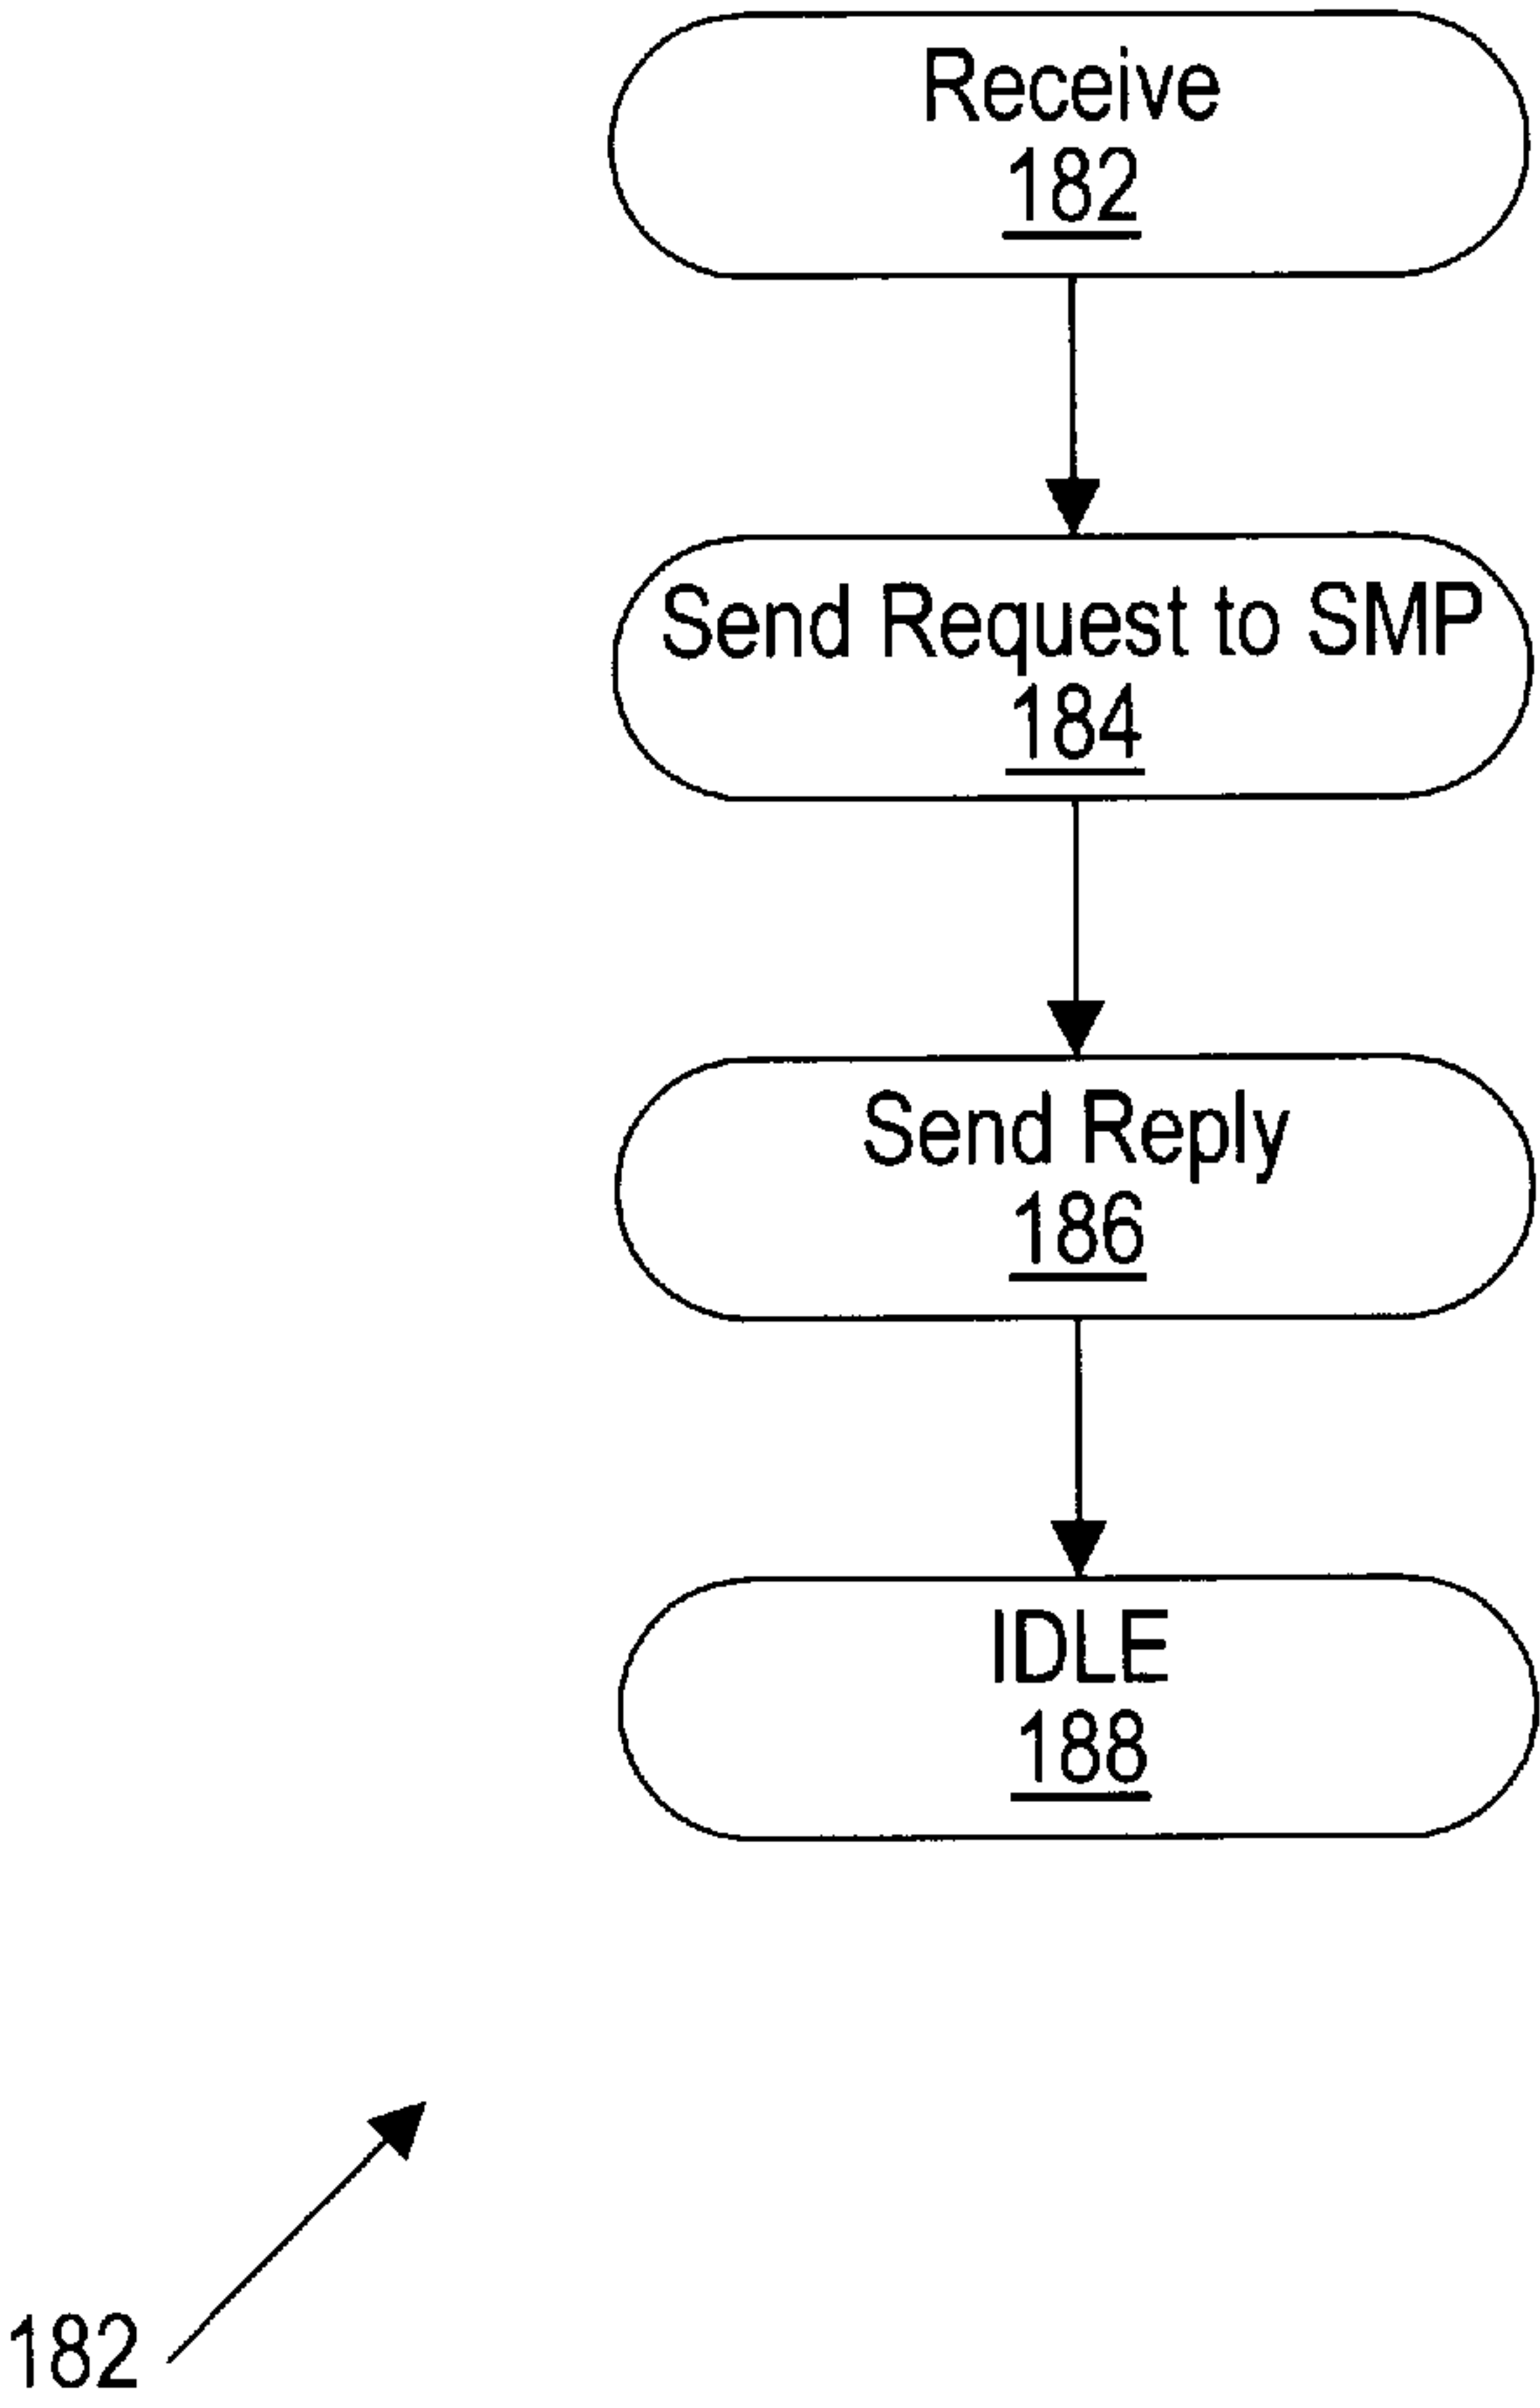 Receive
182
Send Request to SMP
184
Send Reply
186
IDLE
188
182